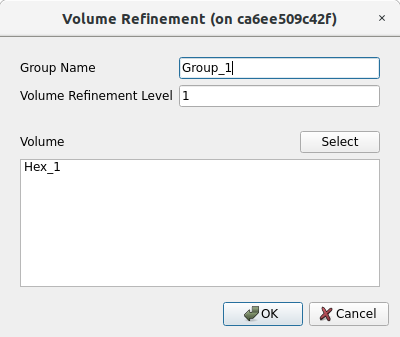 Volume Refinement (on ca6ee509c42f)
×
Group Name
Group_1
Volume Refinement Level
1
Volume
Select
Hex_1
OK
Cancel